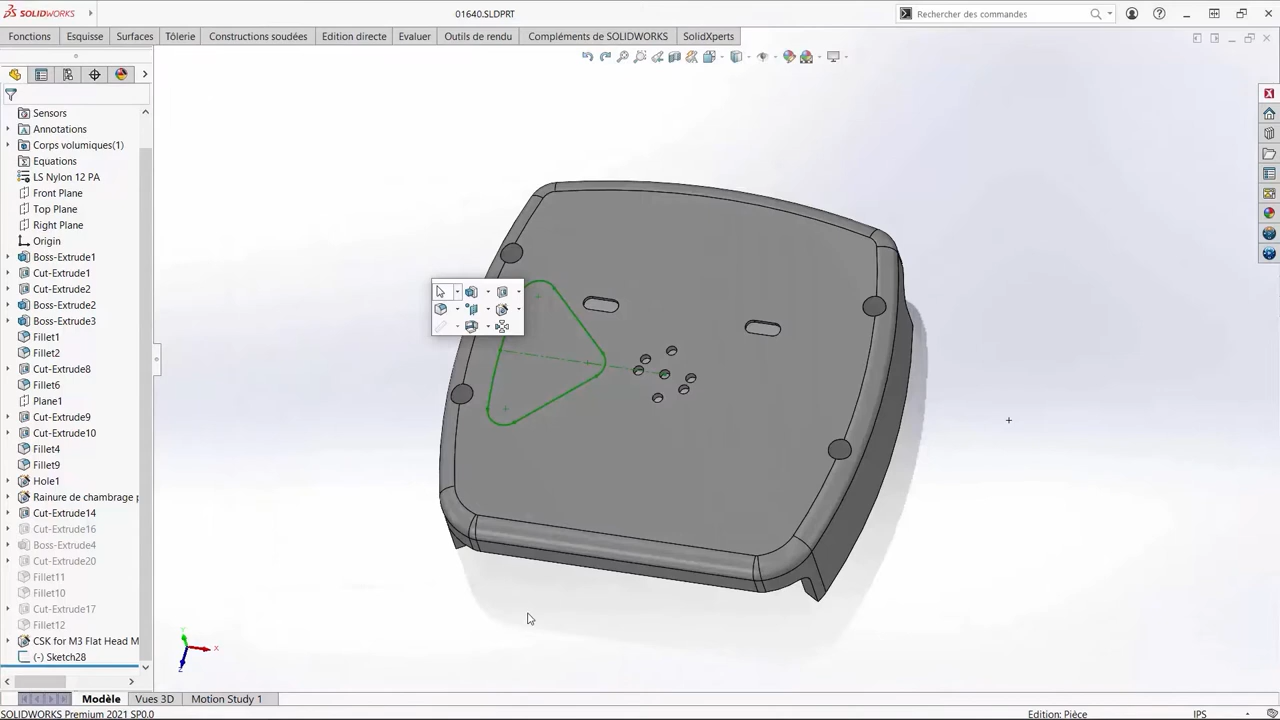 SOLIDWORKS
01640.SLDPRT
Rechercher des commandes
Fonctions
Esquisse
Surfaces
Tôlerie
Constructions soudées
Edition directe
Evaluer
Outils de rendu
Compléments de SOLIDWORKS
SolidXperts
Sensors
Annotations
Corps volumiques(1)
Equations
LS Nylon 12 PA
Front Plane
Top Plane
Right Plane
Origin
Boss-Extrude1
Cut-Extrude1
Cut-Extrude2
Boss-Extrude2
Boss-Extrude3
Fillet1
Fillet2
Cut-Extrude8
Fillet6
Plane1
Cut-Extrude9
Cut-Extrude10
Fillet4
Fillet9
Hole1
Rainure de chambrage p
Cut-Extrude14
Cut-Extrude16
Boss-Extrude4
Cut-Extrude20
Fillet11
Fillet10
Cut-Extrude17
Fillet12
CSK for M3 Flat Head M
(-) Sketch28
Y
X
Z
Modèle
Vues 3D
Motion Study 1
SOLIDWORKS Premium 2021 SP0.0
Edition: Pièce
IPS